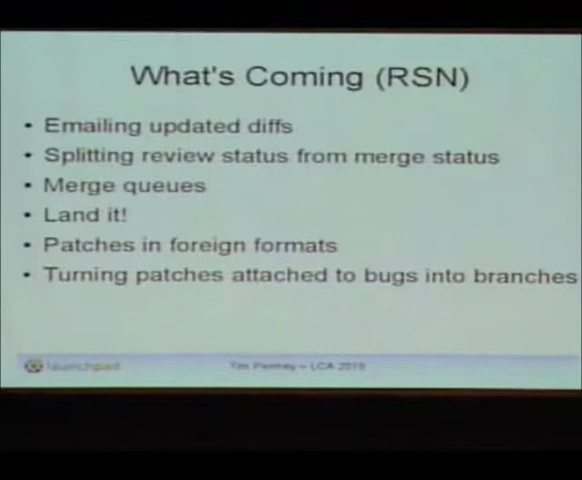 What's Coming (RSN)
• Emailing updated diffs
• Splitting review status from merge status
• Merge queues
• Land it!
• Patches in foreign formats
• Turning patches attached to bugs into branches
launchpad
Tim Penhey – LCA 2010